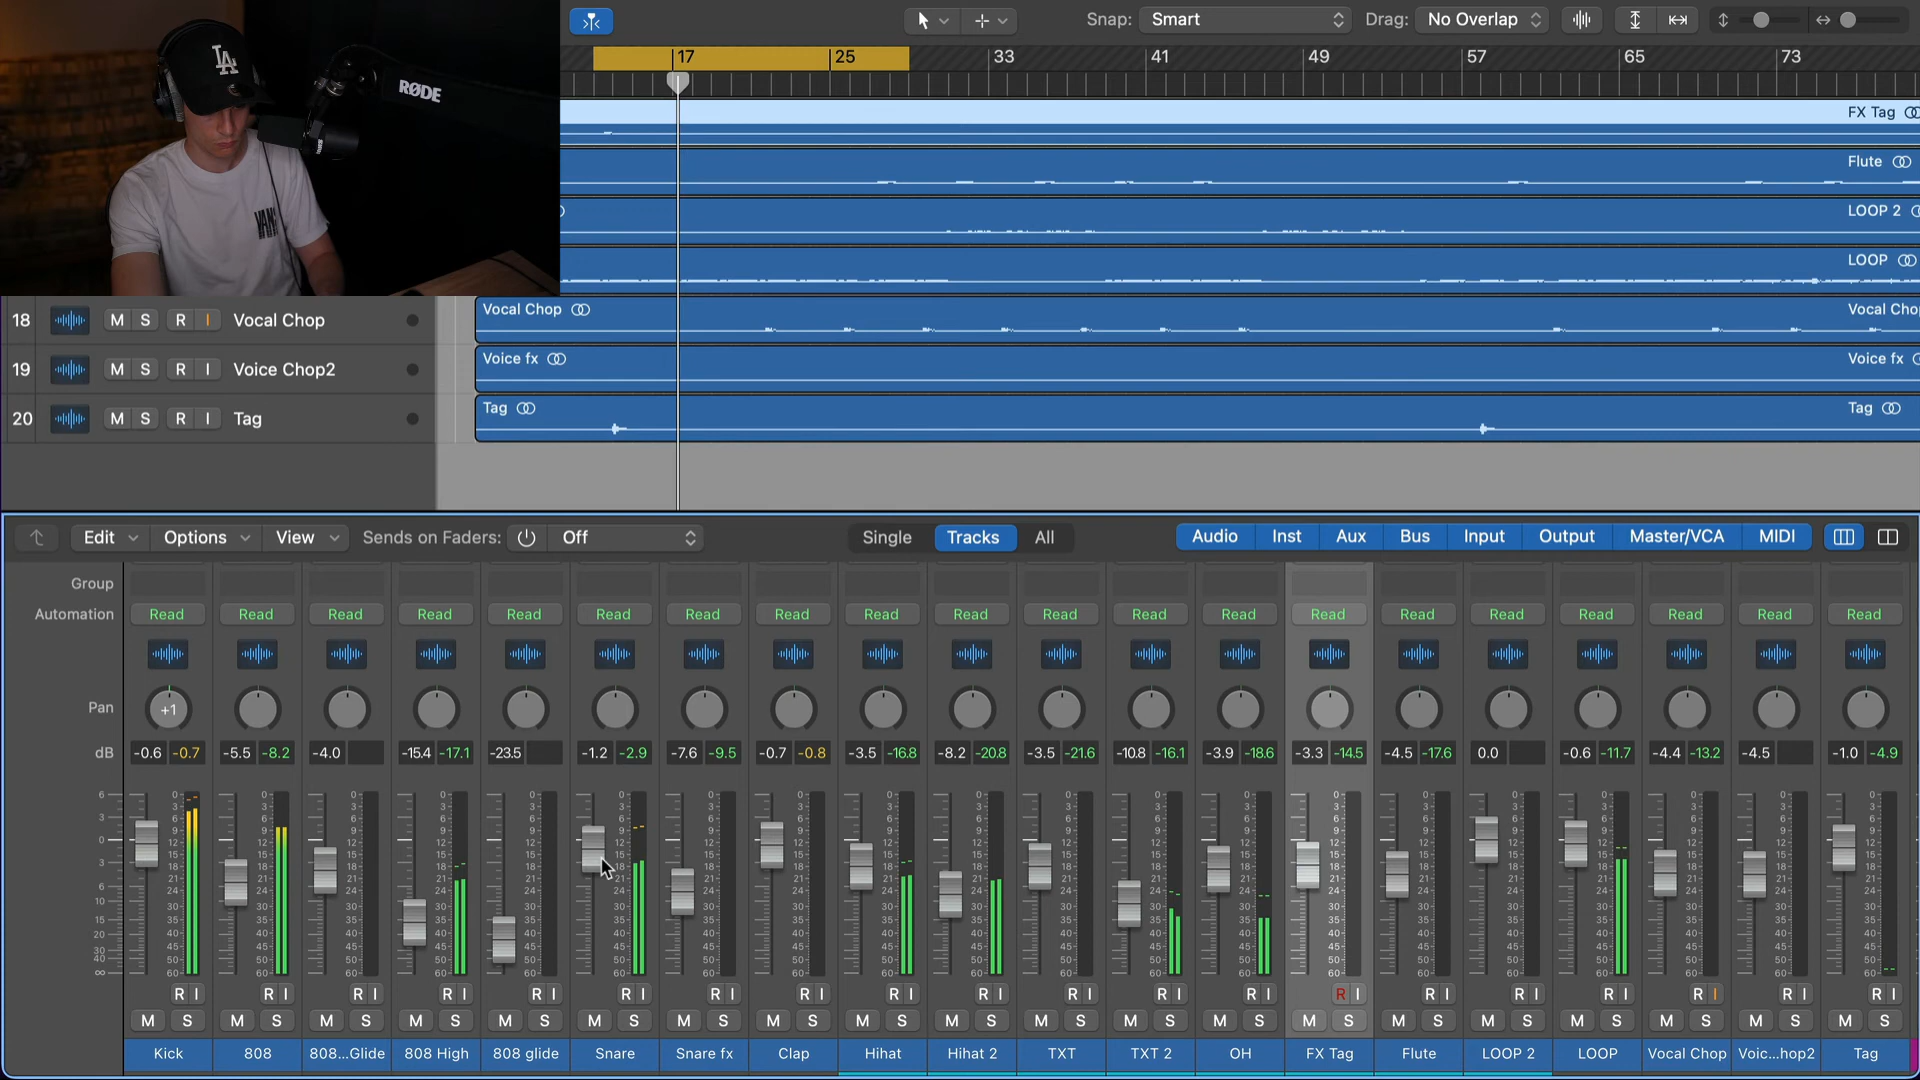 LA
RØDE
VANS
Snap: Smart Drag: No Overlap
17 25 33 41 49 57 65 73
FX Tag
Flute
LOOP 2
LOOP
18 M S R I Vocal Chop
Vocal Chop
Vocal Cho
19 M S R I Voice Chop2
Voice fx
Voice fx
20 M S R I Tag
Tag
Tag
Edit Options View Sends on Faders: Off Single Tracks All Audio Inst Aux Bus Input Output Master/VCA MIDI
Group
Automation Read Read Read Read Read Read Read Read Read Read Read Read Read Read Read Read Read Read Read Read
Pan +1
dB -0.6 -0.7 -5.5 -8.2 -4.0 -15.4 -17.1 -23.5 -1.2 -2.9 -7.6 -9.5 -0.7 -0.8 -3.5 -16.8 -8.2 -20.8 -3.5 -21.6 -10.8 -16.1 -3.9 -18.6 -3.3 -14.5 -4.5 -17.6 0.0 -0.6 -11.7 -4.4 -13.2 -4.5 -1.0 -4.9
R I R I R I R I R I R I R I R I R I R I R I R I R I R I R I R I R I R I R I R I
M S M S M S M S M S M S M S M S M S M S M S M S M S M S M S M S M S M S M S M S
Kick 808 808...Glide 808 High 808 glide Snare Snare fx Clap Hihat Hihat 2 TXT TXT 2 OH FX Tag Flute LOOP 2 LOOP Vocal Chop Voic...hop2 Tag